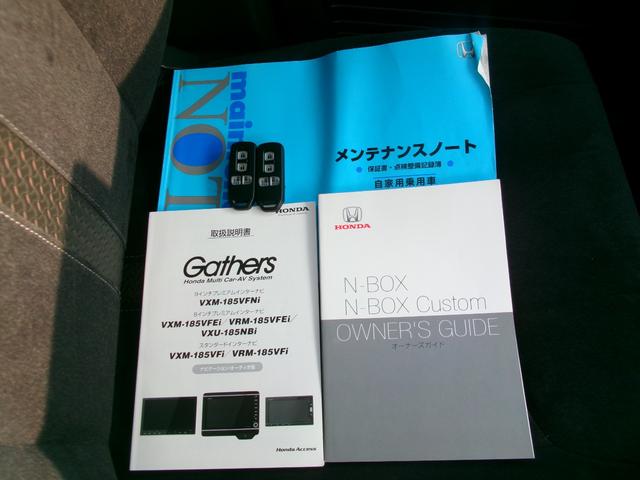 main
NOT
メンテナンスノート
● 保証書・点検整備記録簿 ●
自家用乗用車
HONDA
取扱説明書
Gathers
Honda Multi Car-AV System
9インチプレミアムインターナビ
VXM-185VFNi
8インチプレミアムインターナビ
VXM-185VFEi / VRM-185VFEi /
VXU-185NBi
スタンダードインターナビ
VXM-185VFi / VRM-185VFi
ナビゲーション・オーディオ編
Honda Access
HONDA
N-BOX
N-BOX Custom
OWNER'S GUIDE
オーナーズガイド